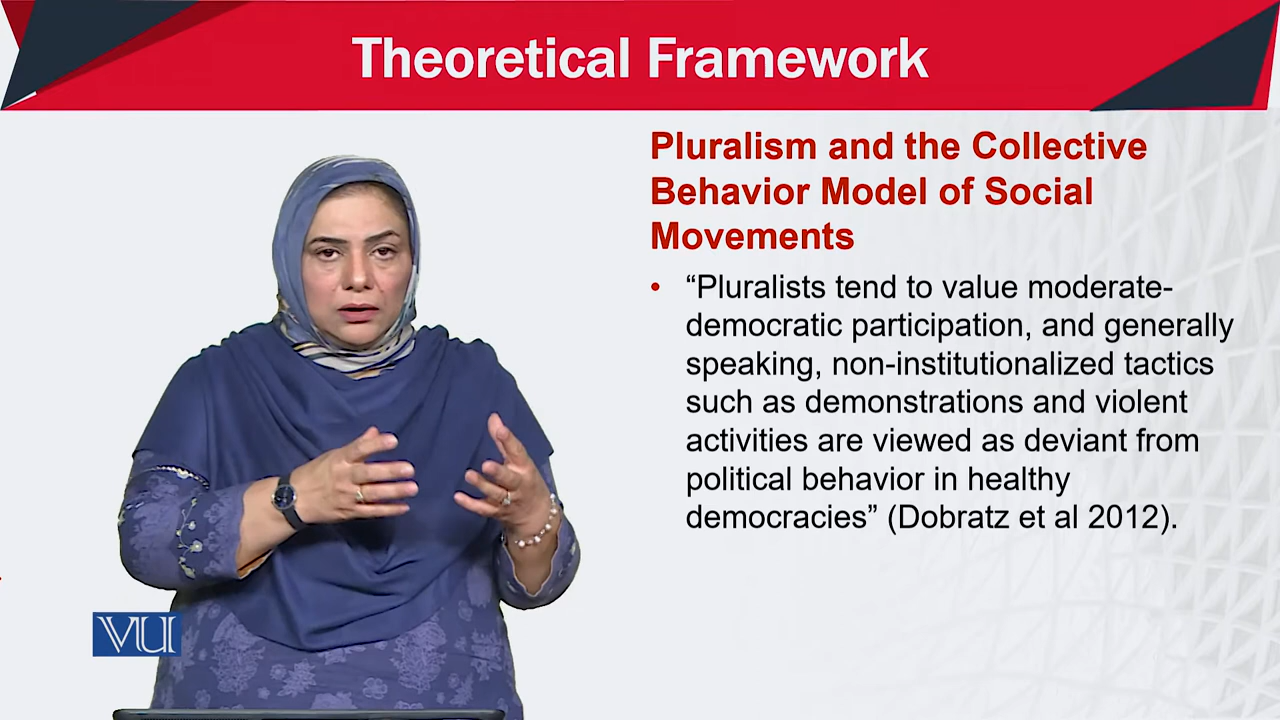 Theoretical Framework
Pluralism and the Collective
Behavior Model of Social
Movements
• “Pluralists tend to value moderate-
democratic participation, and generally
speaking, non-institutionalized tactics
such as demonstrations and violent
activities are viewed as deviant from
political behavior in healthy
democracies” (Dobratz et al 2012).
VU